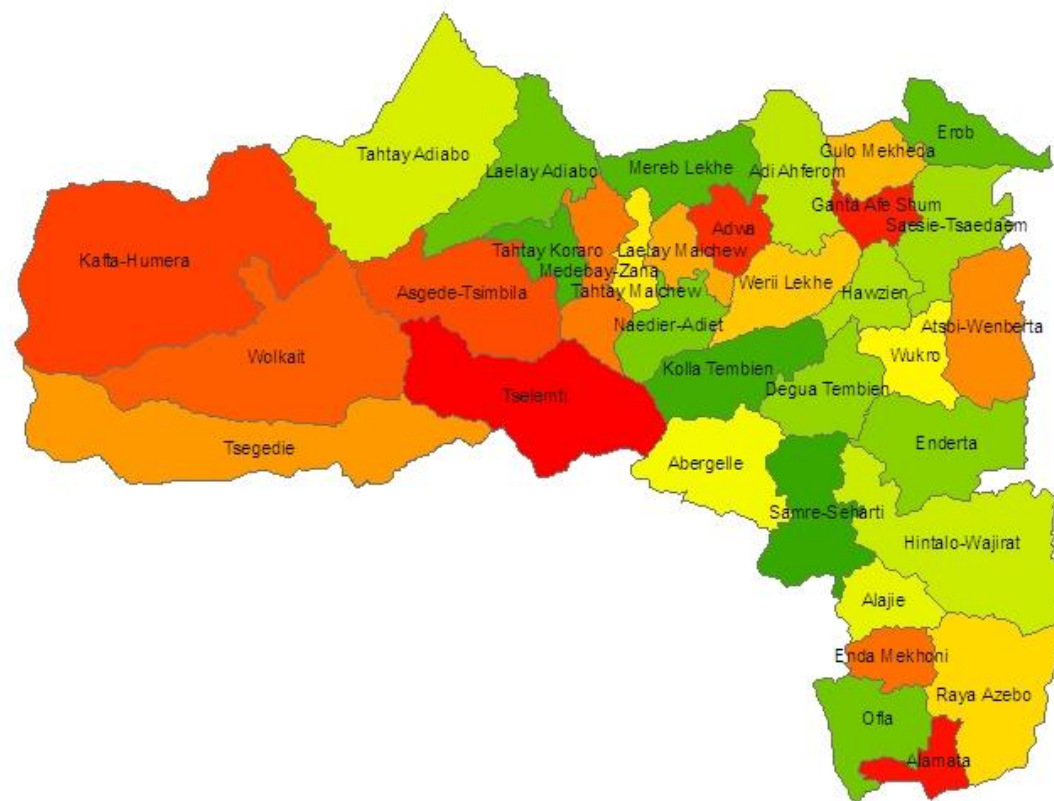 Erob
Gulo Mekheda
Tahtay Adiabo
Laelay Adiabo
Mereb Lekhe
Adi Ahferom
Ganta Afe Shum
Saesie-Tsaedaem
Adwa
Tahtay Koraro
Laelay Maichew
Kafta-Humera
Medebay-Zana
Werii Lekhe
Tahtay Maichew
Hawzien
Asgede-Tsimbila
Naedier-Adiet
Atsbi-Wenberta
Wolkait
Wukro
Kolla Tembien
Degua Tembien
Tselemti
Tsegedie
Enderta
Abergelle
Samre-Seharti
Hintalo-Wajirat
Alajie
Enda Mekhoni
Raya Azebo
Ofla
Alamata